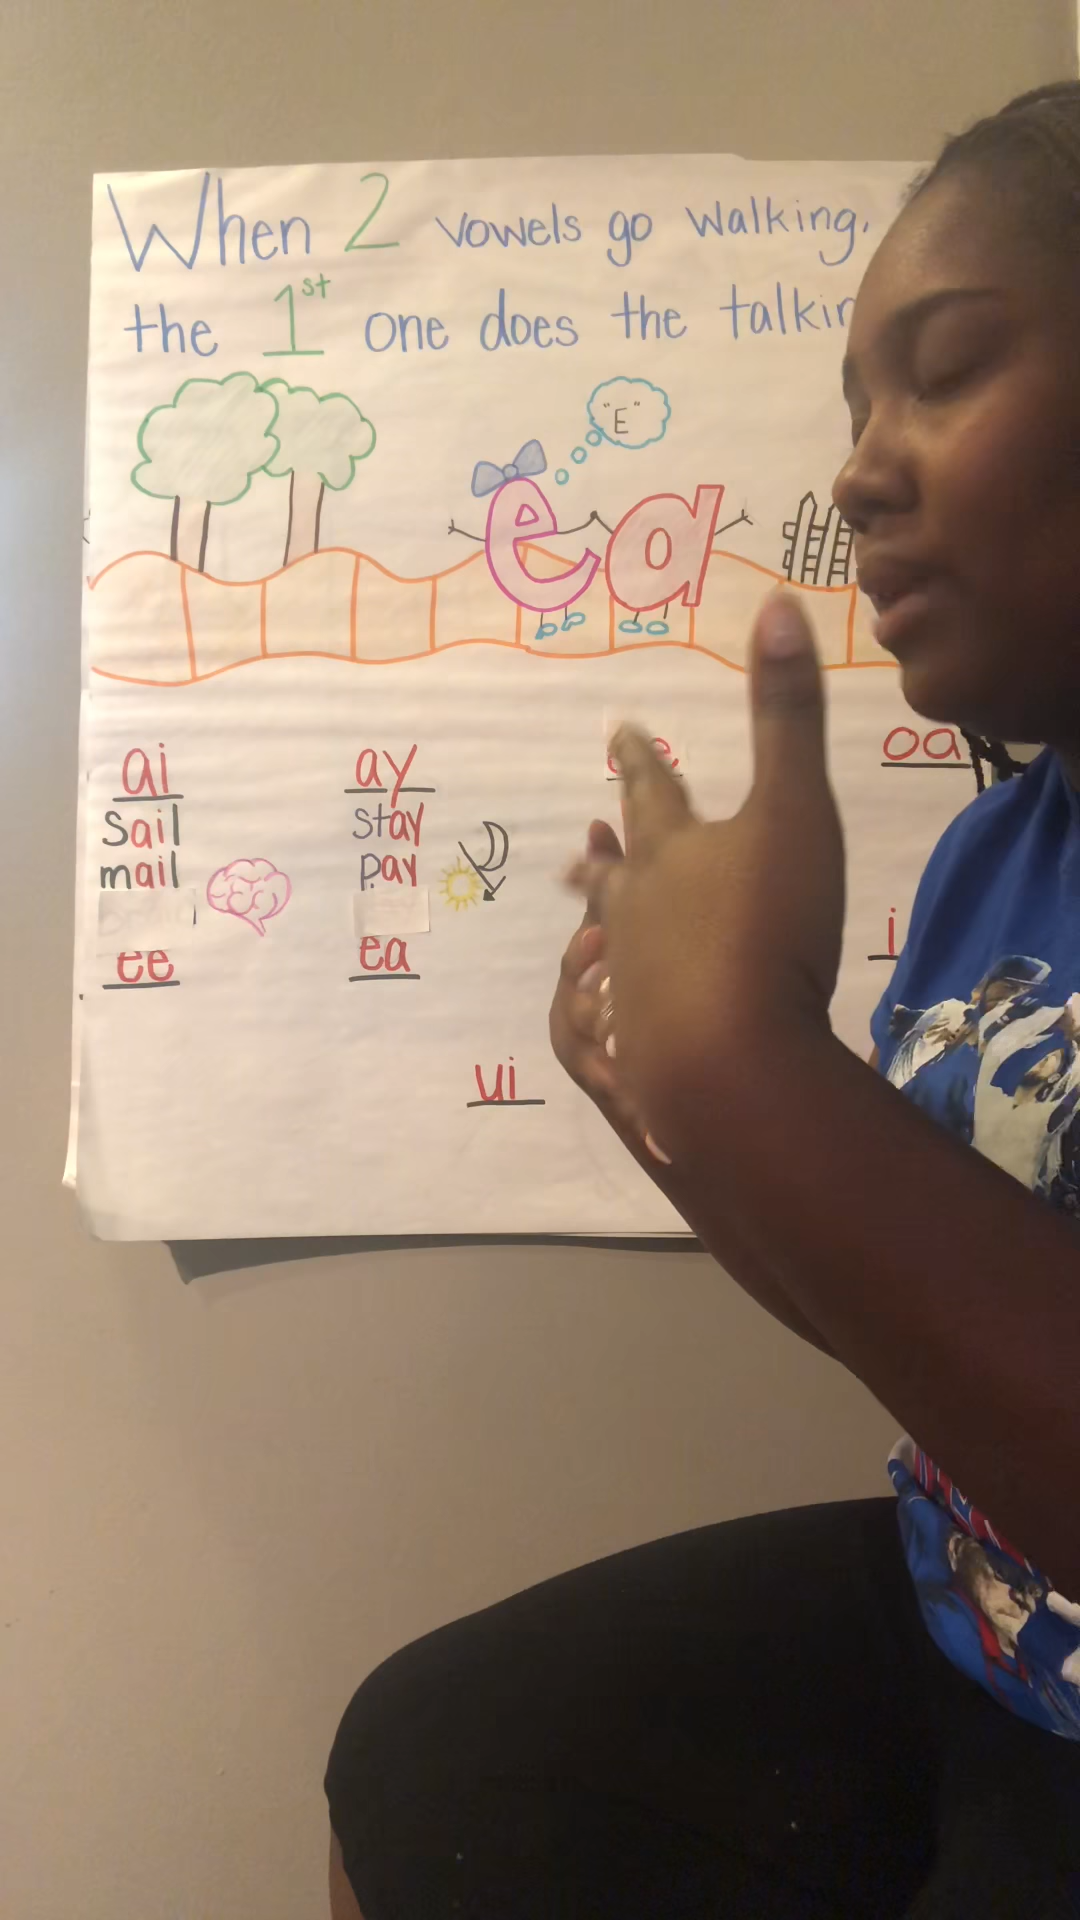 When 2 vowels go walking,
the 1st one does the talkin
"E"
ea
ai
ay
oa
sail
stay
mail
pay
ee
ea
i
ui